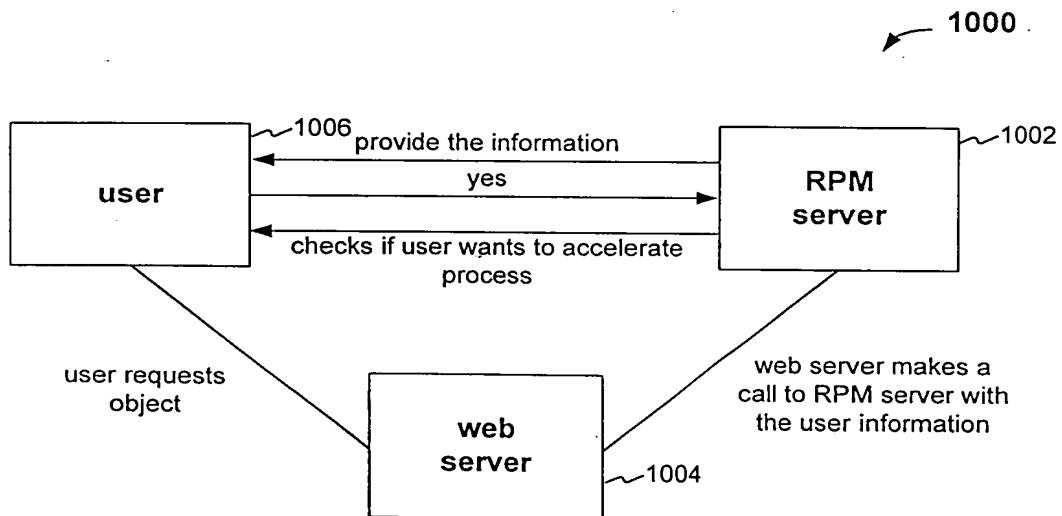 1000
1006
provide the information
1002
yes
user
RPM
server
checks if user wants to accelerate
process
user requests
object
web server makes a
call to RPM server with
the user information
web
server
1004